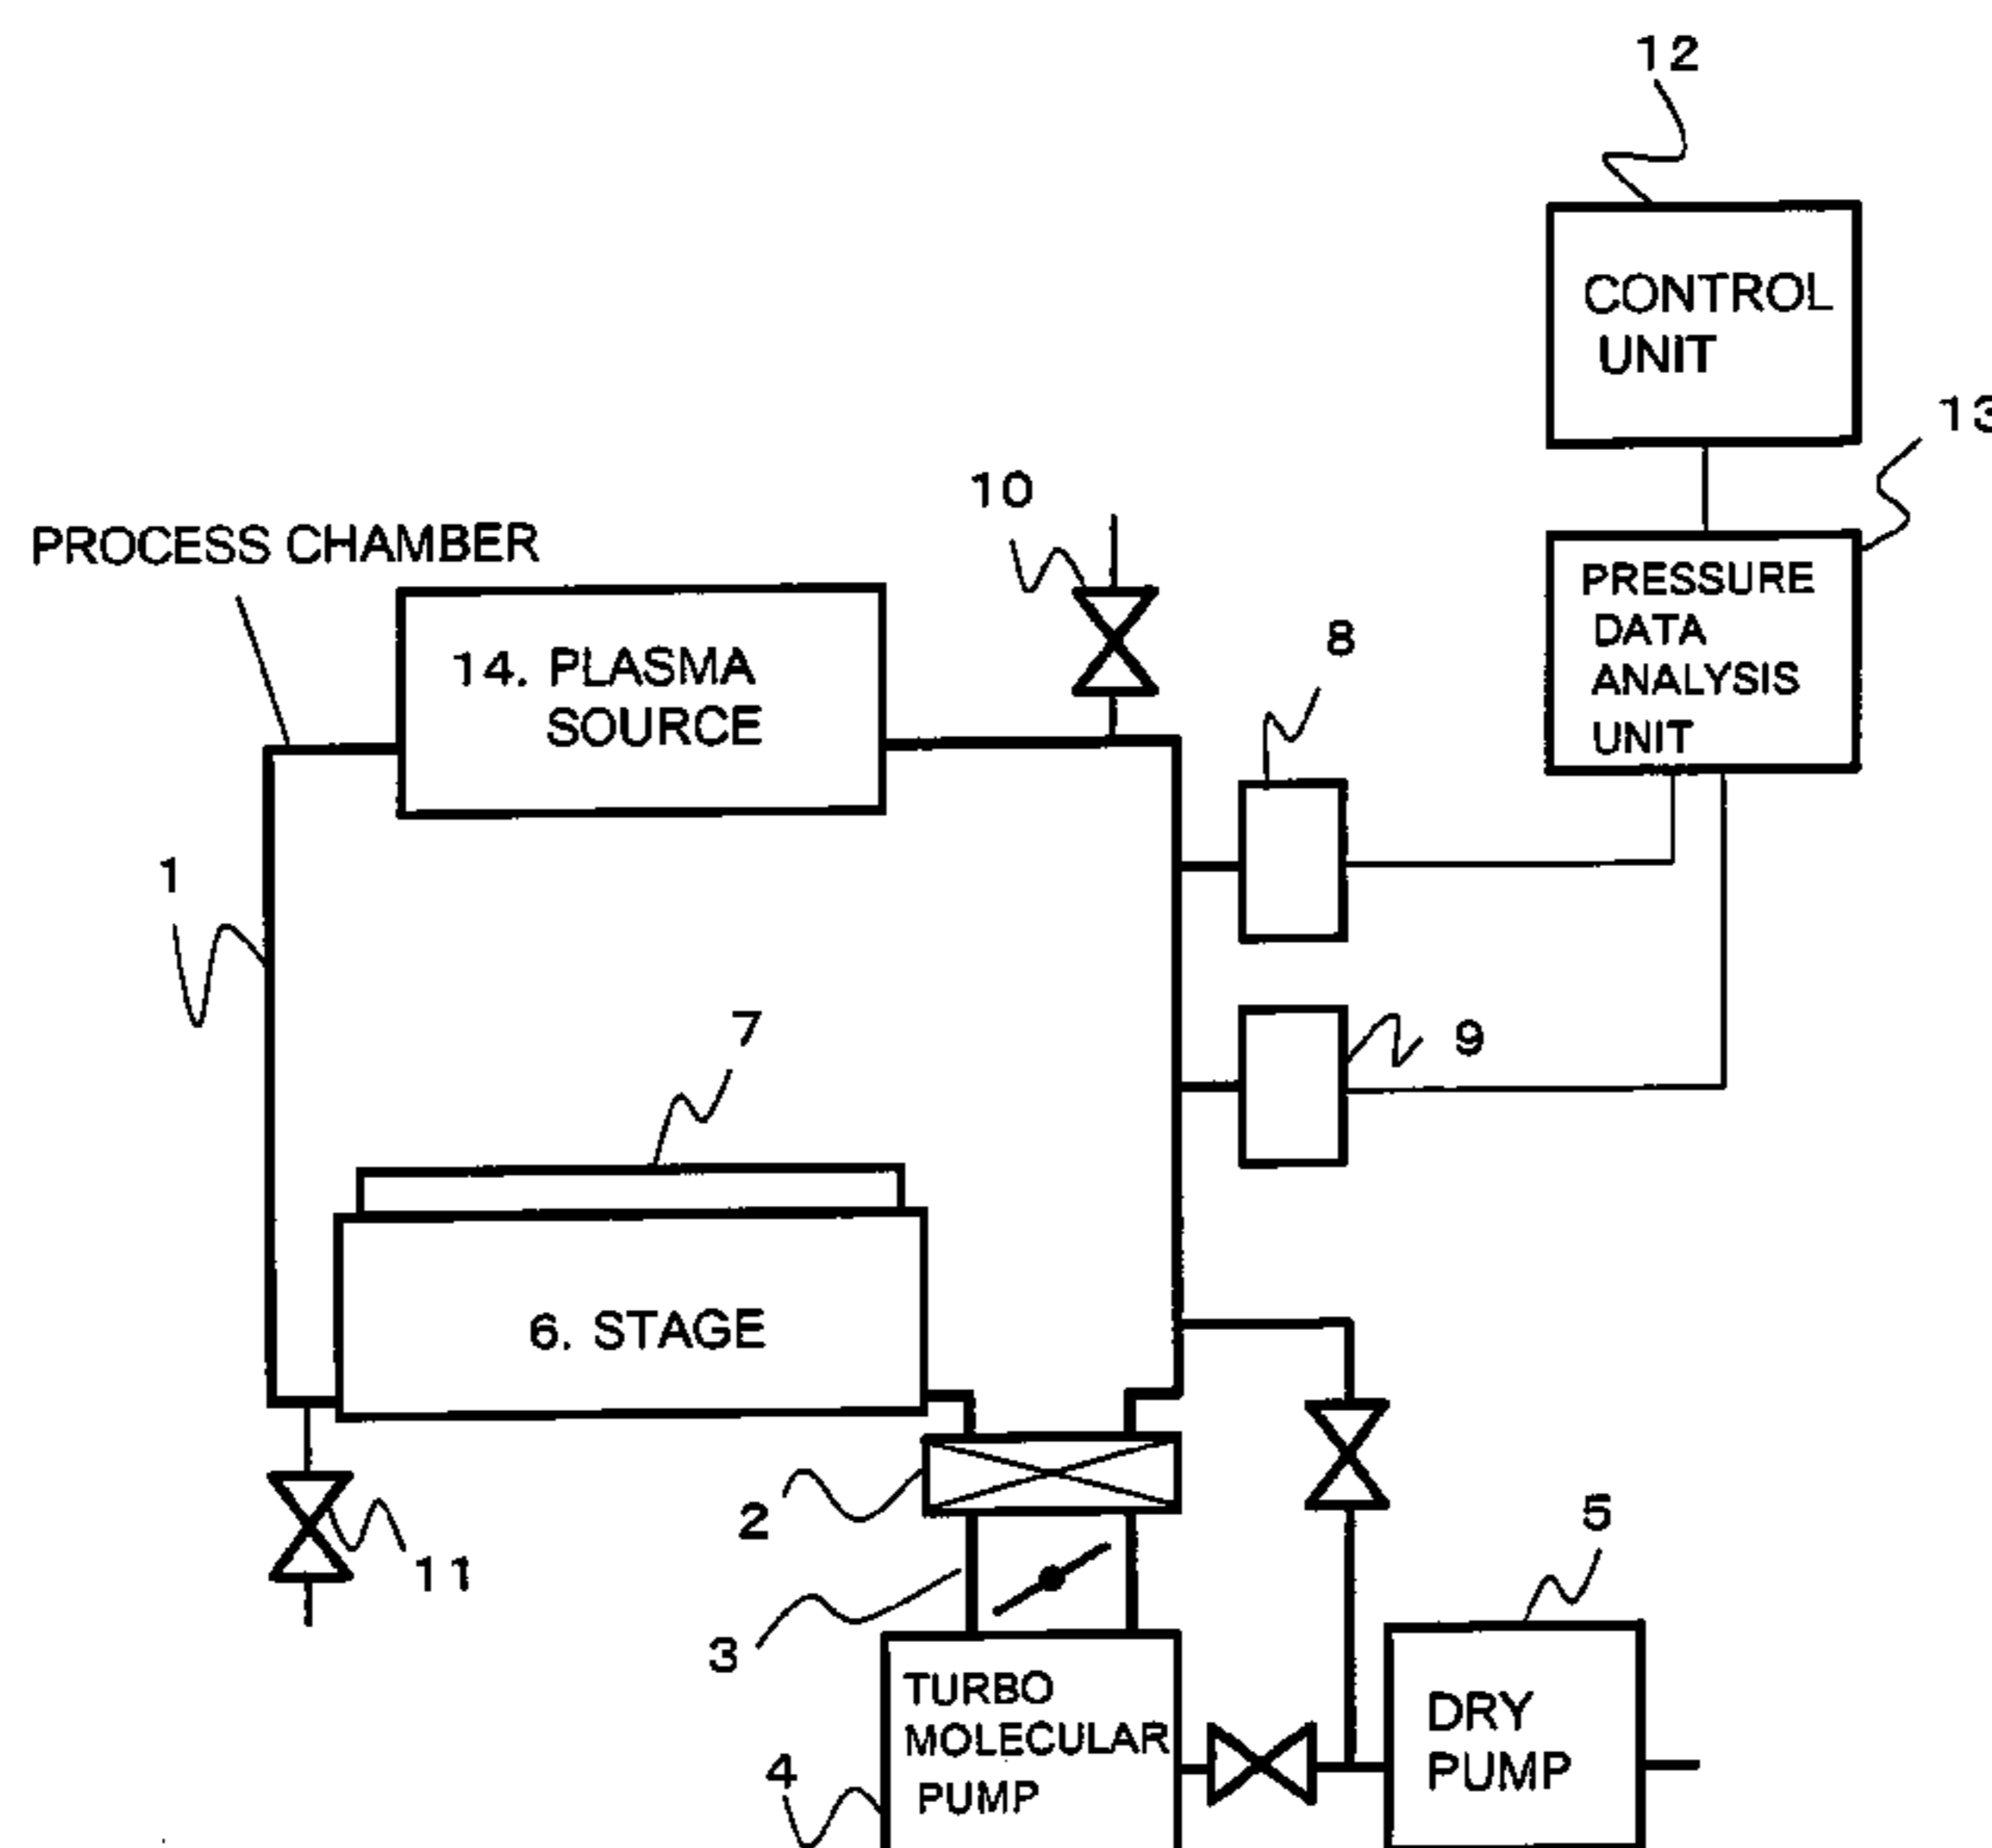 12
CONTROL
UNIT
13
10
PROCESS CHAMBER
PRESSURE
DATA
ANALYSIS
UNIT
8
14. PLASMA
SOURCE
1
7
9
6. STAGE
2
11
5
3
TURBO
MOLECULAR
PUMP
DRY
PUMP
4